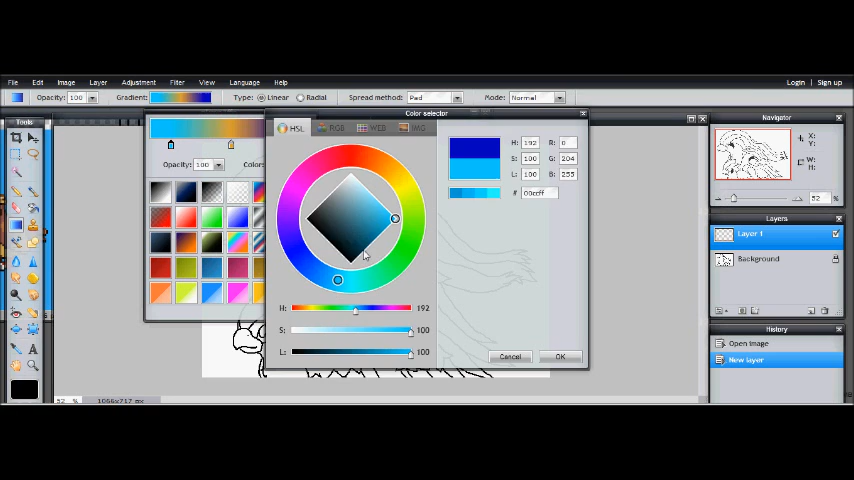 File Edit Image Layer Adjustment Filter View Language Help Login Sign up
Opacity: 100 Gradient: Type: Linear Radial Spread method: Pad Mode: Normal
Color selector
Tools
HSL RGB WEB IMG
Opacity: 100 Colors
H: 192 R: 0
S: 100 G: 204
L: 100 B: 255
# 00ccff
H: 192
S: 100
L: 100
Cancel OK
Navigator
X:
Y:
W:
H:
52 %
Layers
Layer 1
Background
History
Open image
New layer
52 % 1066x717 px